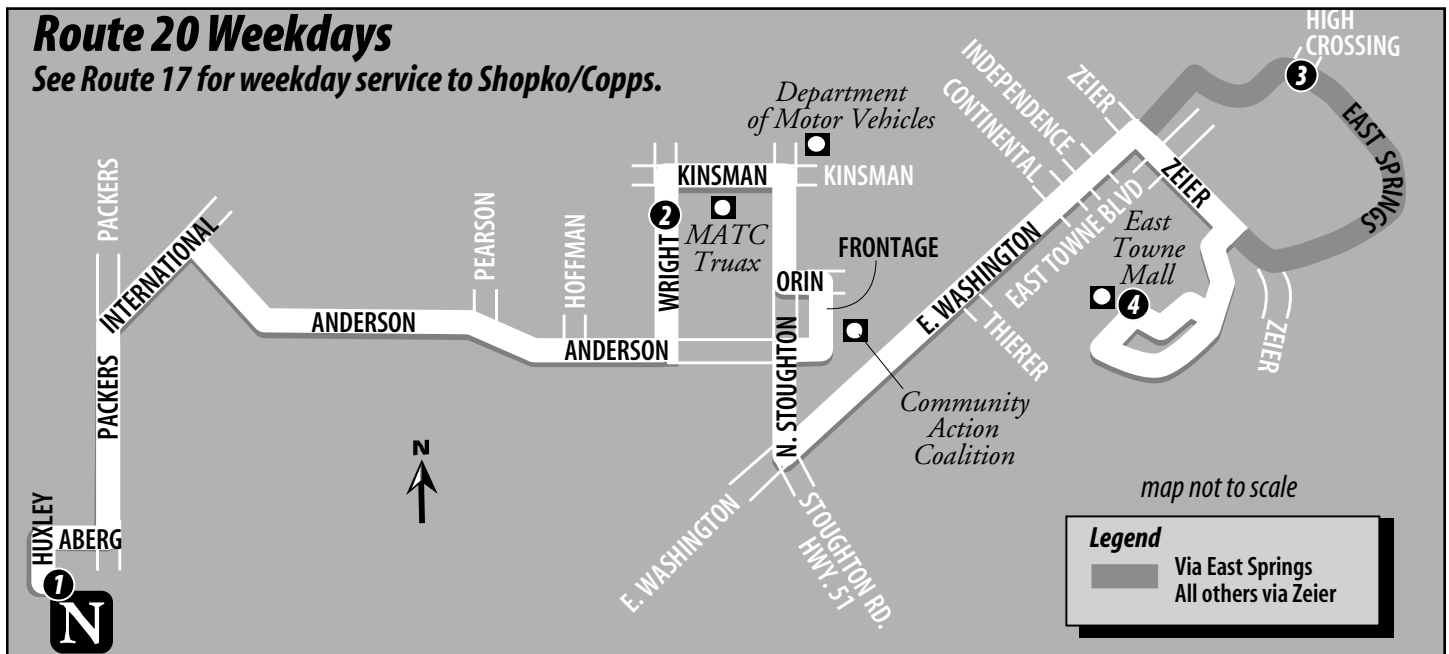 Route 20 Weekdays
See Route 17 for weekday service to Shopko/Copps.
HIGH
CROSSING
3
INDEPENDENCE
CONTINENTAL
ZEIER
Department
of Motor Vehicles
EAST SPRINGS
PACKERS
KINSMAN
KINSMAN
ZEIER
INTERNATIONAL
PEARSON
HOFFMAN
2
WRIGHT
MATC
Truax
EAST TOWNE BLVD
East
Towne
Mall
4
FRONTAGE
ORIN
E. WASHINGTON
ANDERSON
ANDERSON
THIERER
ZEIER
PACKERS
N. STOUGHTON
Community
Action
Coalition
N
HUXLEY
ABERG
1
N
E. WASHINGTON
STOUGHTON RD.
HWY. 51
map not to scale
Legend
Via East Springs
All others via Zeier